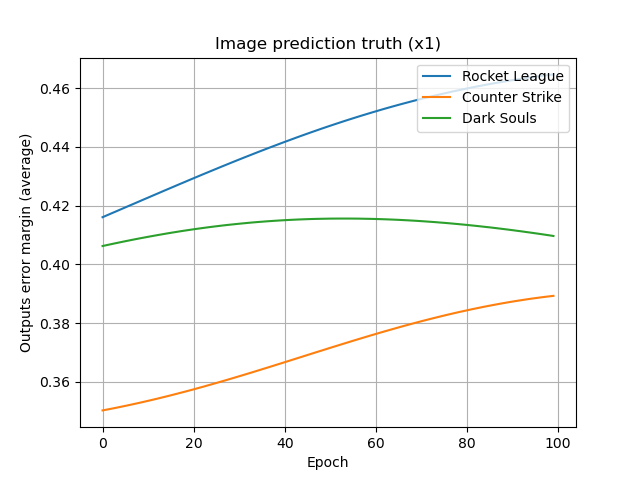 Image prediction truth (x1)
Rocket League
Counter Strike
Dark Souls
Outputs error margin (average)
0.46
0.44
0.42
0.40
0.38
0.36
0 20 40 60 80 100
Epoch